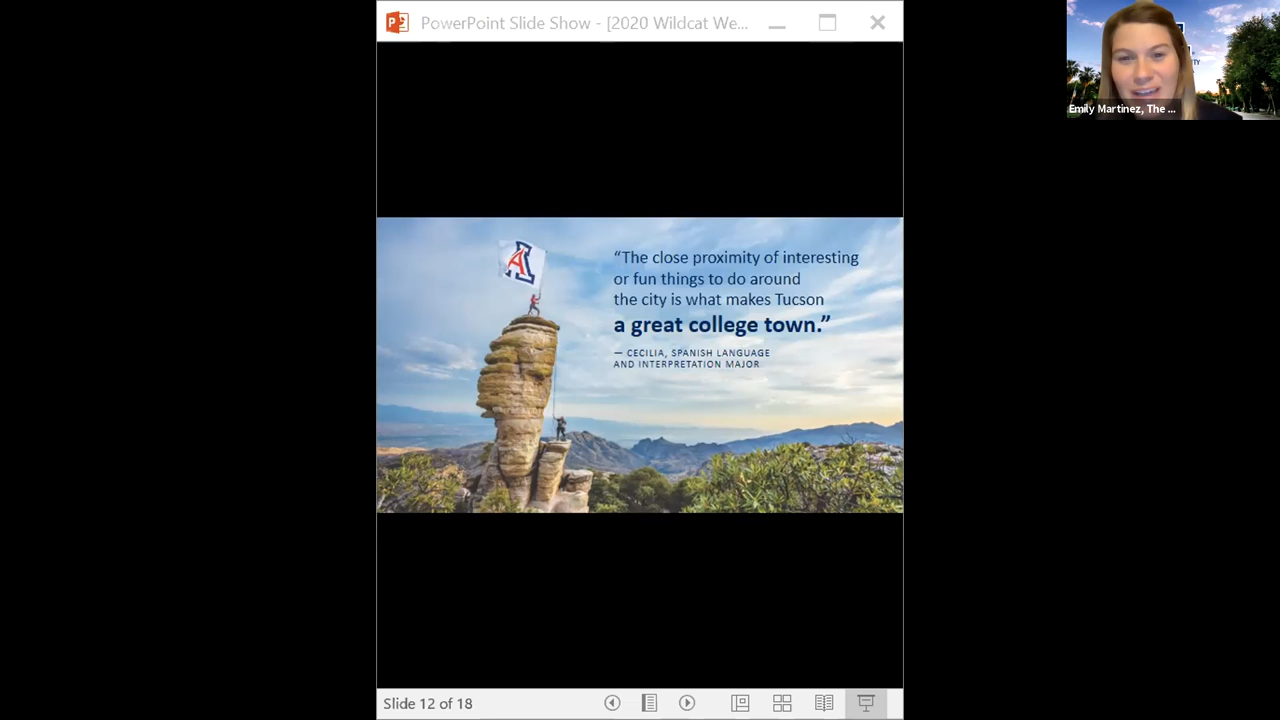 PowerPoint Slide Show - [2020 Wildcat We...
Emily Martinez, The ...
A
“The close proximity of interesting
or fun things to do around
the city is what makes Tucson
a great college town.”
— CECILIA, SPANISH LANGUAGE
AND INTERPRETATION MAJOR
Slide 12 of 18